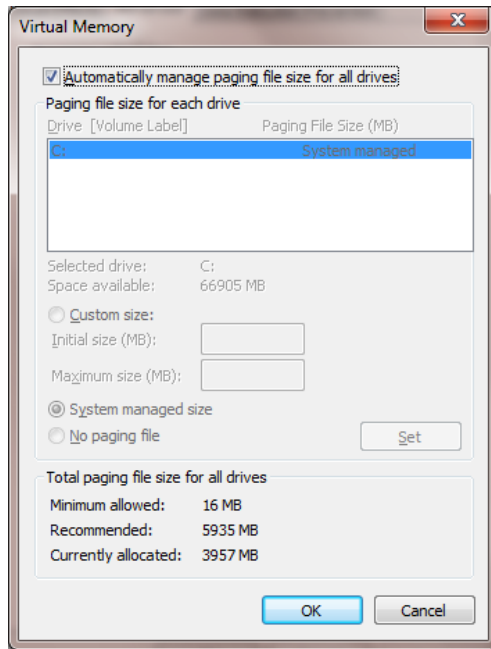 Virtual Memory
Automatically manage paging file size for all drives
Paging file size for each drive
Drive [Volume Label] Paging File Size (MB)
C: System managed
Selected drive: C:
Space available: 66905 MB
Custom size:
Initial size (MB):
Maximum size (MB):
System managed size
No paging file
Set
Total paging file size for all drives
Minimum allowed: 16 MB
Recommended: 5935 MB
Currently allocated: 3957 MB
OK Cancel